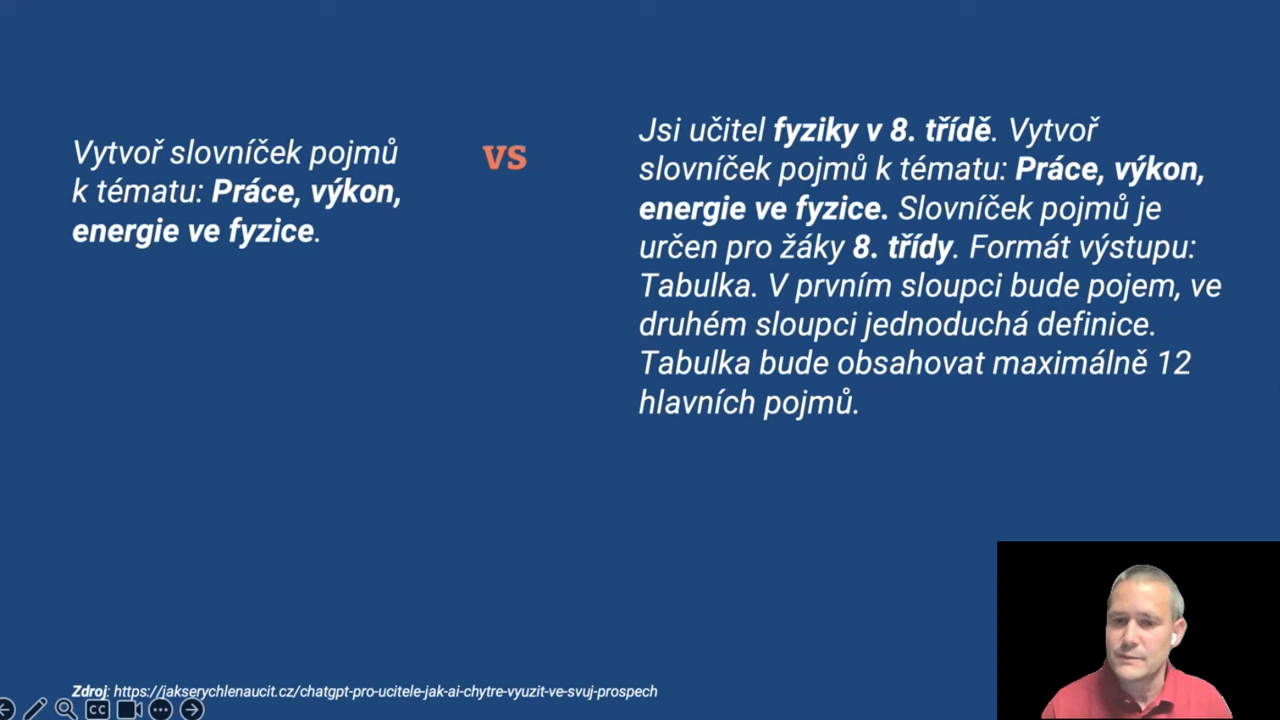 Vytvoř slovníček pojmů
k tématu: Práce, výkon,
energie ve fyzice.
vs
Jsi učitel fyziky v 8. třídě. Vytvoř
slovníček pojmů k tématu: Práce, výkon,
energie ve fyzice. Slovníček pojmů je
určen pro žáky 8. třídy. Formát výstupu:
Tabulka. V prvním sloupci bude pojem, ve
druhém sloupci jednoduchá definice.
Tabulka bude obsahovat maximálně 12
hlavních pojmů.
Zdroj: https://jakserychlenaucit.cz/chatgpt-pro-ucitele-jak-ai-chytre-vyuzit-ve-svuj-prospech
CC